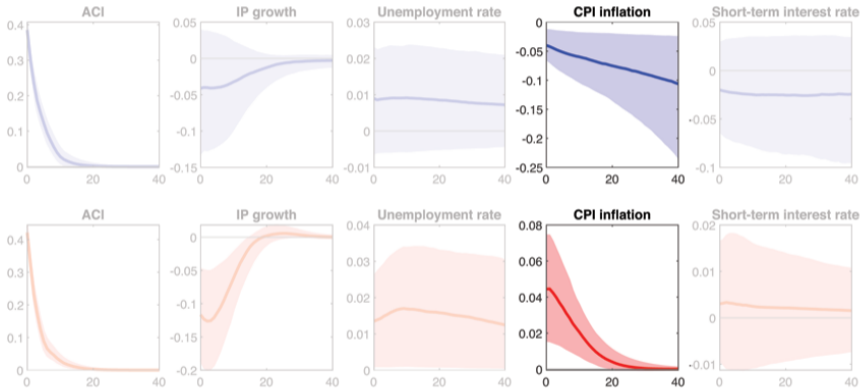 ACI IP growth Unemployment rate CPI inflation Short-term interest rate
0.4 0.05 0.03 0 0.05
0.3 0 0.02 -0.05 0
0.2 -0.05 0.01 -0.1 -0.05
0.1 -0.1 0 -0.15 -0.1
0 -0.15 -0.01 -0.2
-0.25
0 20 40 0 20 40 0 20 40 0 20 40 0 20 40
ACI IP growth Unemployment rate CPI inflation Short-term interest rate
0.4 0 0.04 0.08 0.02
0.3 -0.05 0.03 0.06 0.01
0.2 -0.1 0.02 0.04 0
0.1 -0.15 0.01 0.02 -0.01
0 -0.2 0 0
0 20 40 0 20 40 0 20 40 0 20 40 0 20 40